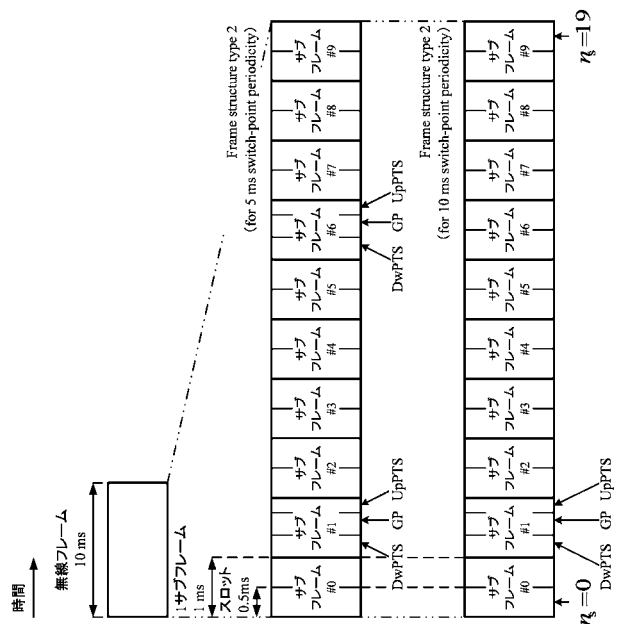 時間
無線フレーム
10 ms
1サブフレーム
1 ms
スロット
0.5ms
Frame structure type 2
(for 5 ms switch-point periodicity)
サブ
フレーム
#0
サブ
フレーム
#1
サブ
フレーム
#2
サブ
フレーム
#3
サブ
フレーム
#4
サブ
フレーム
#5
サブ
フレーム
#6
サブ
フレーム
#7
サブ
フレーム
#8
サブ
フレーム
#9
DwPTS
GP
UpPTS
DwPTS
GP
UpPTS
Frame structure type 2
(for 10 ms switch-point periodicity)
サブ
フレーム
#0
サブ
フレーム
#1
サブ
フレーム
#2
サブ
フレーム
#3
サブ
フレーム
#4
サブ
フレーム
#5
サブ
フレーム
#6
サブ
フレーム
#7
サブ
フレーム
#8
サブ
フレーム
#9
DwPTS
GP
UpPTS
ns=0
ns=19